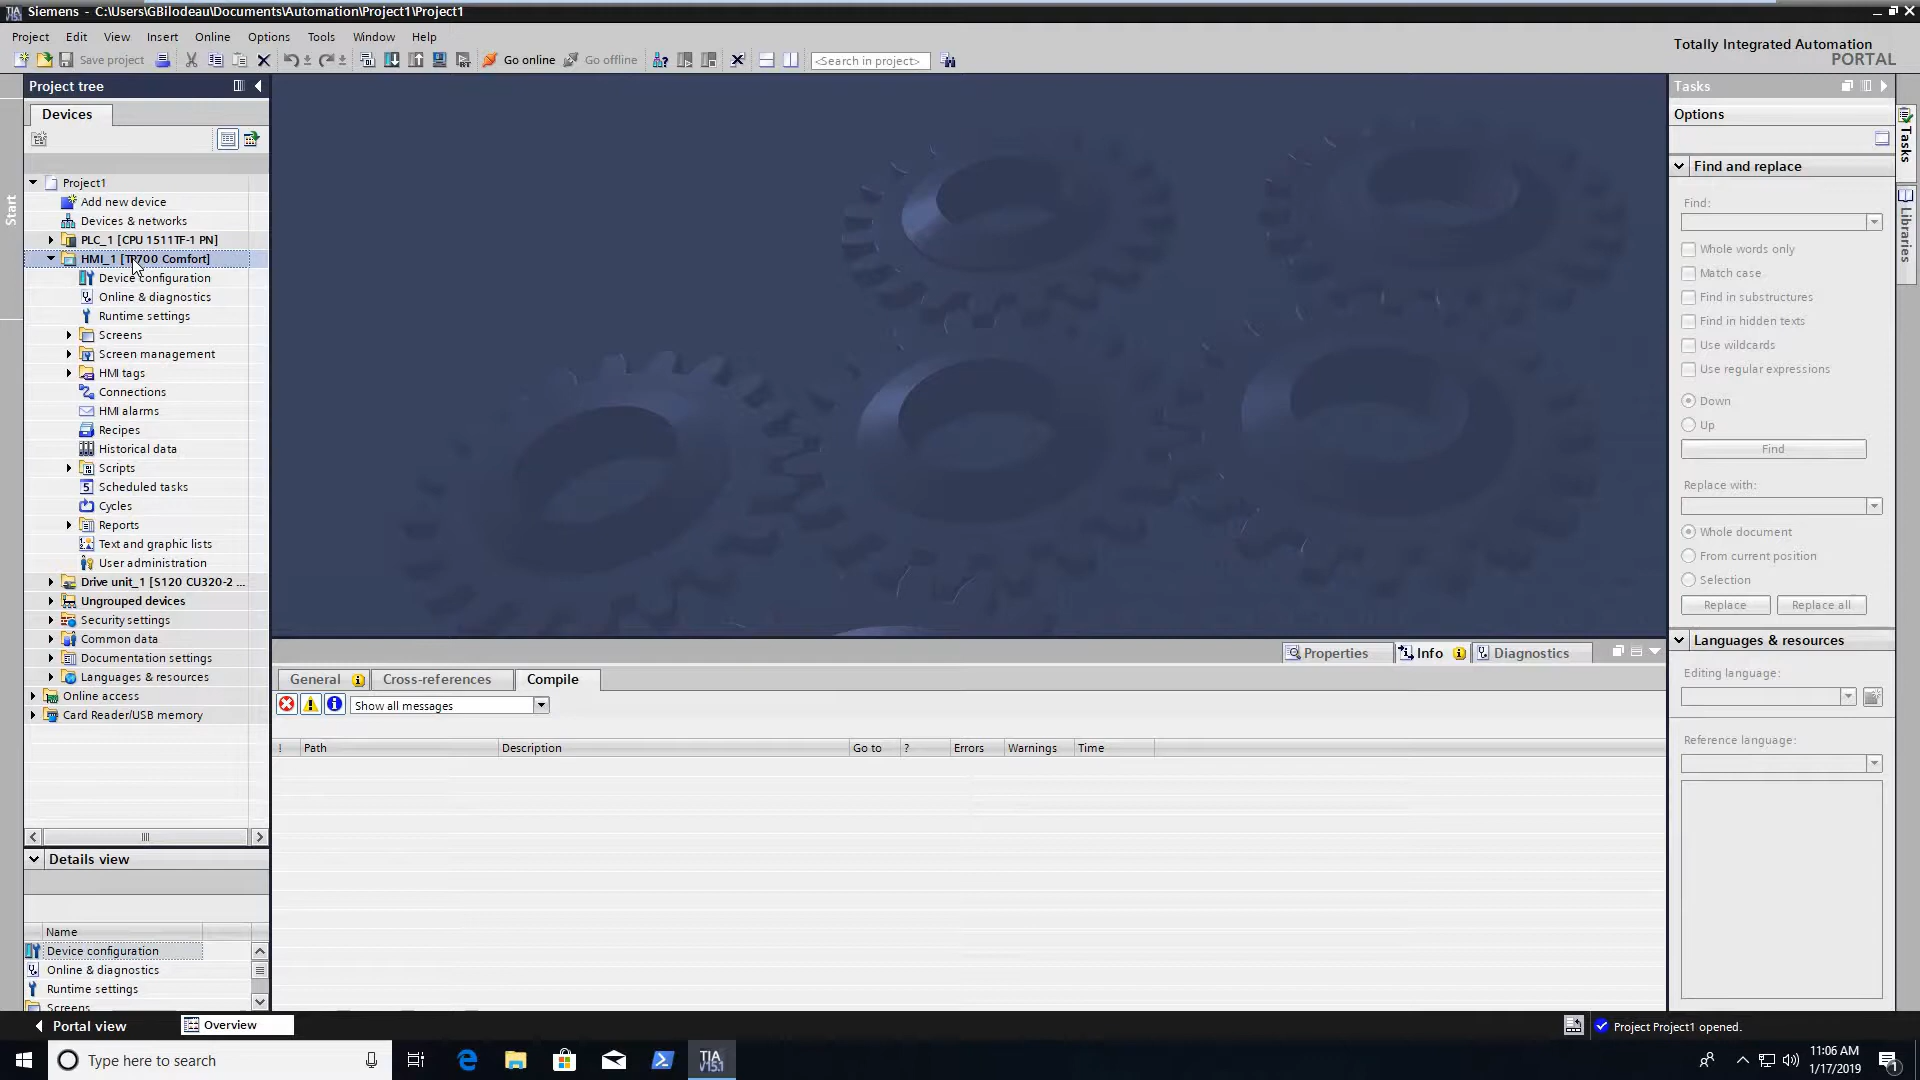 Siemens - C:\Users\GBilodeau\Documents\Automation\Project1\Project1
Project Edit View Insert Online Options Tools Window Help
Totally Integrated Automation
PORTAL
Save project
Go online
Go offline
<Search in project>
Project tree
Devices
Start
Project1
Add new device
Devices & networks
PLC_1 [CPU 1511TF-1 PN]
HMI_1 [TP700 Comfort]
Device configuration
Online & diagnostics
Runtime settings
Screens
Screen management
HMI tags
Connections
HMI alarms
Recipes
Historical data
Scripts
Scheduled tasks
Cycles
Reports
Text and graphic lists
User administration
Drive unit_1 [S120 CU320-2 ...
Ungrouped devices
Security settings
Common data
Documentation settings
Languages & resources
Online access
Card Reader/USB memory
Details view
Name
Device configuration
Online & diagnostics
Runtime settings
Screens
Properties
Info
Diagnostics
General
Cross-references
Compile
Show all messages
! Path Description Go to ? Errors Warnings Time
Tasks
Options
Find and replace
Find:
Whole words only
Match case
Find in substructures
Find in hidden texts
Use wildcards
Use regular expressions
Down
Up
Find
Replace with:
Whole document
From current position
Selection
Replace
Replace all
Languages & resources
Editing language:
Reference language:
Tasks
Libraries
Portal view
Overview
Project Project1 opened.
Type here to search
TIA
V15.1
11:06 AM
1/17/2019
1